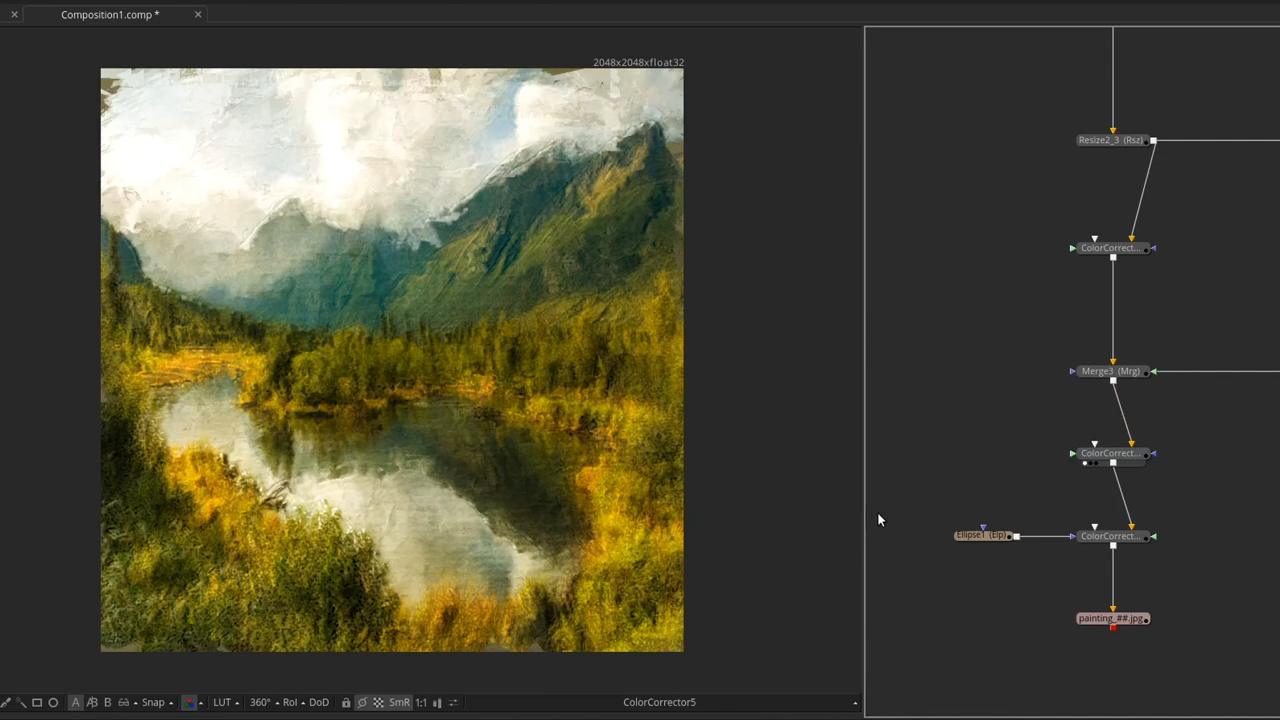 Composition1.comp *
2048x2048xfloat32
Resize2_3 (Rsz)
ColorCorrect...
Merge3 (Mrg)
ColorCorrect...
Ellipse1 (Elp)
ColorCorrect...
painting_##.jpg
A A|B B Snap LUT 360° RoI DoD SmR 1:1 ColorCorrector5